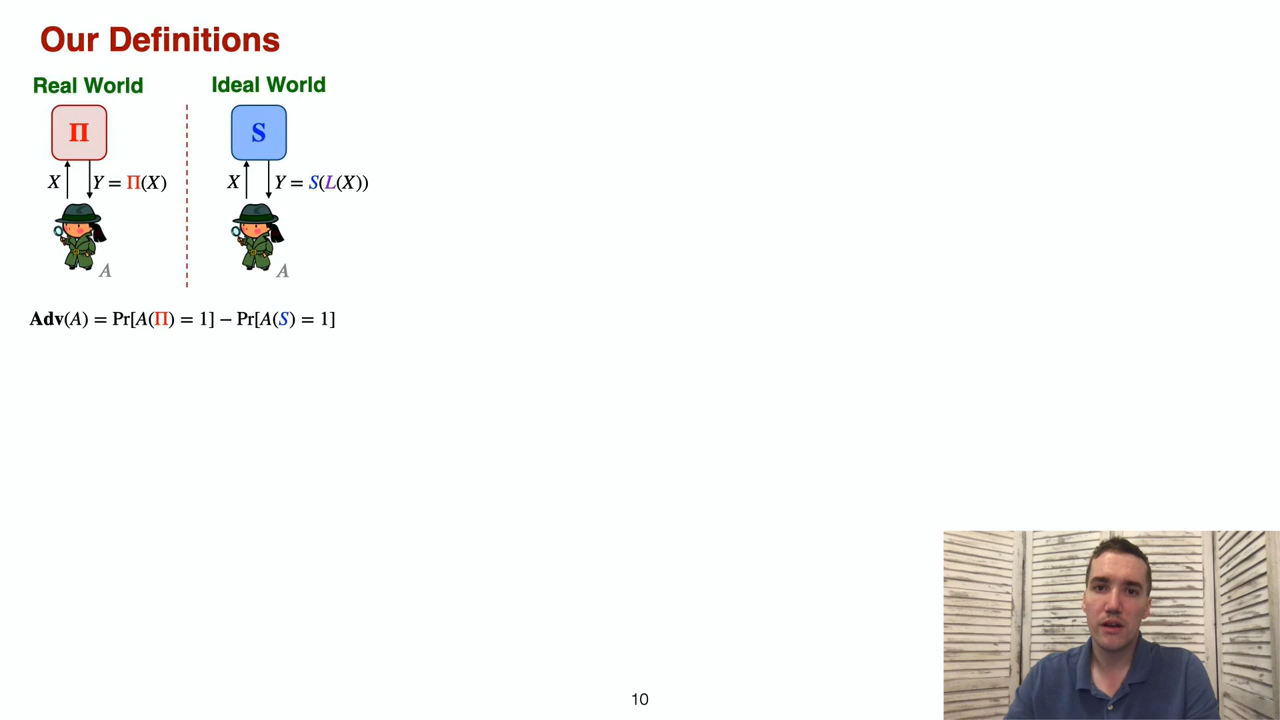 Our Definitions
Real World
Ideal World
Π
S
X
Y = Π(X)
X
Y = S(L(X))
A
A
Adv(A) = Pr[A(Π) = 1] − Pr[A(S) = 1]
10